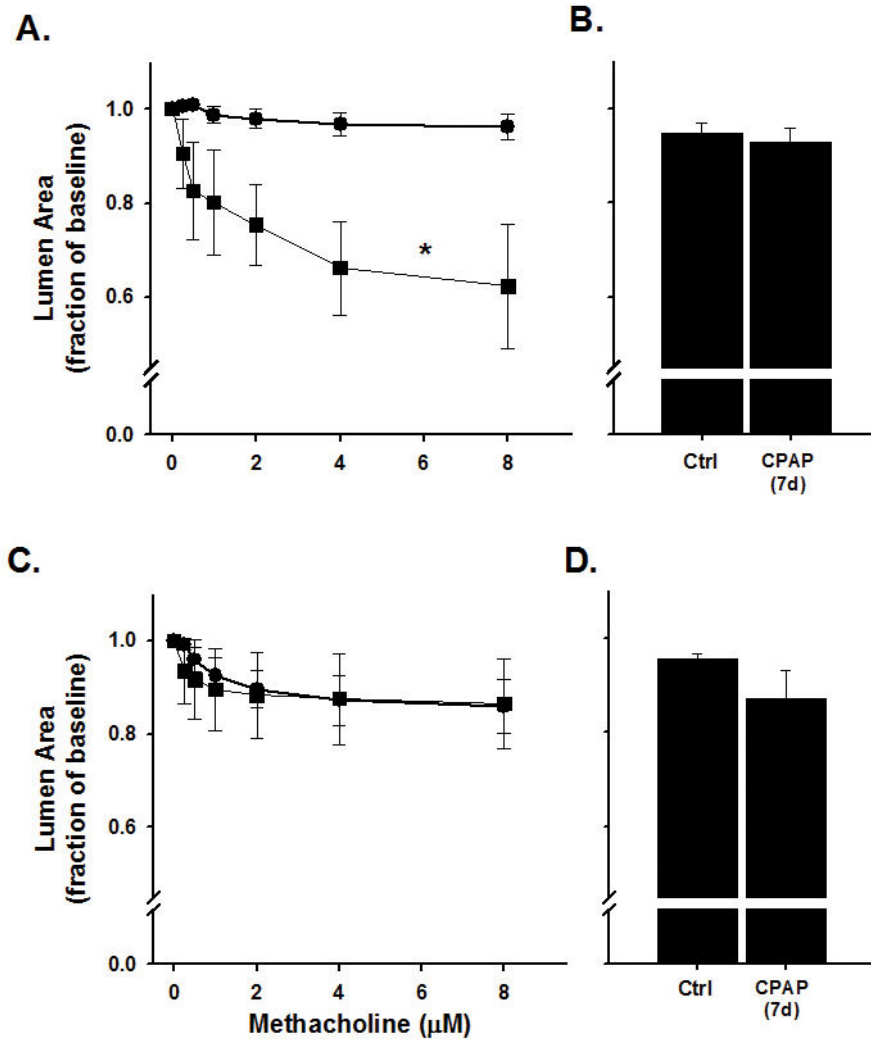 A.
B.
Lumen Area
(fraction of baseline)
1.0
0.8
0.6
0.0
*
0 2 4 6 8
Ctrl CPAP
(7d)
C.
D.
Lumen Area
(fraction of baseline)
1.0
0.8
0.6
0.0
0 2 4 6 8
Methacholine (μM)
Ctrl CPAP
(7d)